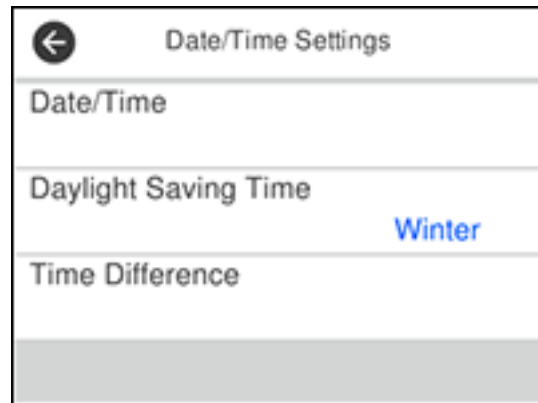 Date/Time Settings
Date/Time
Daylight Saving Time
Winter
Time Difference